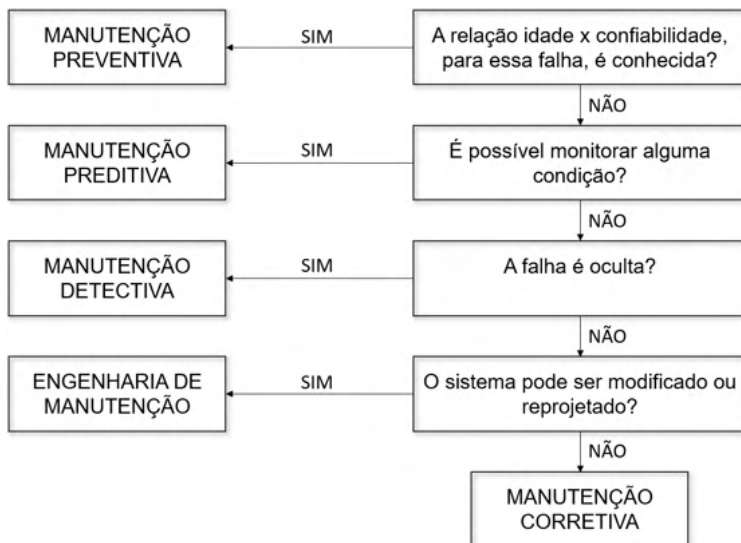 MANUTENÇÃO
PREVENTIVA
SIM
A relação idade x confiabilidade,
para essa falha, é conhecida?
NÃO
MANUTENÇÃO
PREDITIVA
SIM
É possível monitorar alguma
condição?
NÃO
MANUTENÇÃO
DETECTIVA
SIM
A falha é oculta?
NÃO
ENGENHARIA DE
MANUTENÇÃO
SIM
O sistema pode ser modificado ou
reprojetado?
NÃO
MANUTENÇÃO
CORRETIVA